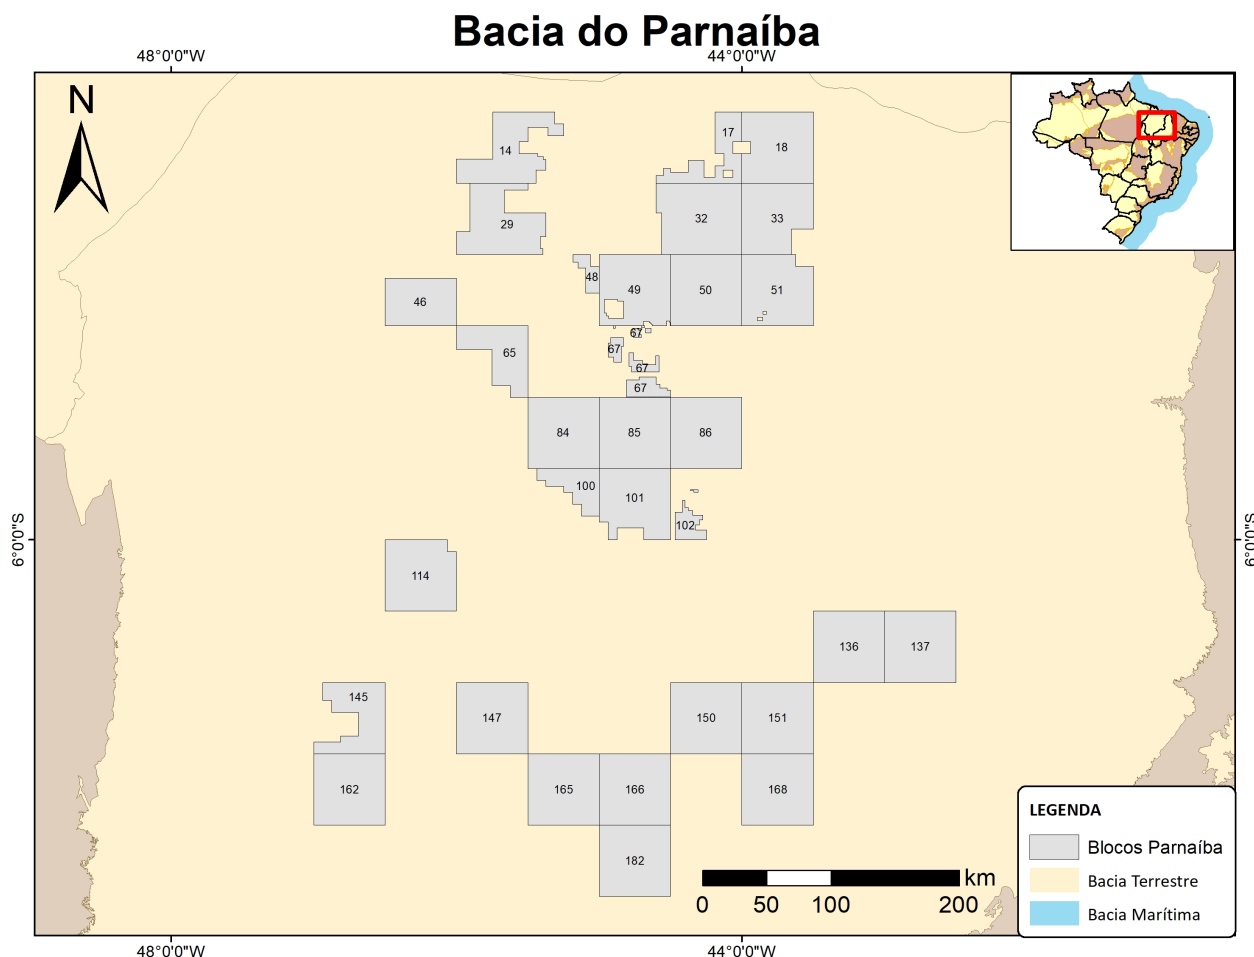 Bacia do Parnaíba
48°0'0"W
44°0'0"W
N
17
14
18
29
32
33
48
46
49
50
51
67
67
65
67
67
84
85
86
100
101
102
6°0'0"S
6°0'0"S
114
136
137
145
147
150
151
162
165
166
168
182
LEGENDA
Blocos Parnaíba
Bacia Terrestre
Bacia Marítima
km
0
50
100
200
48°0'0"W
44°0'0"W